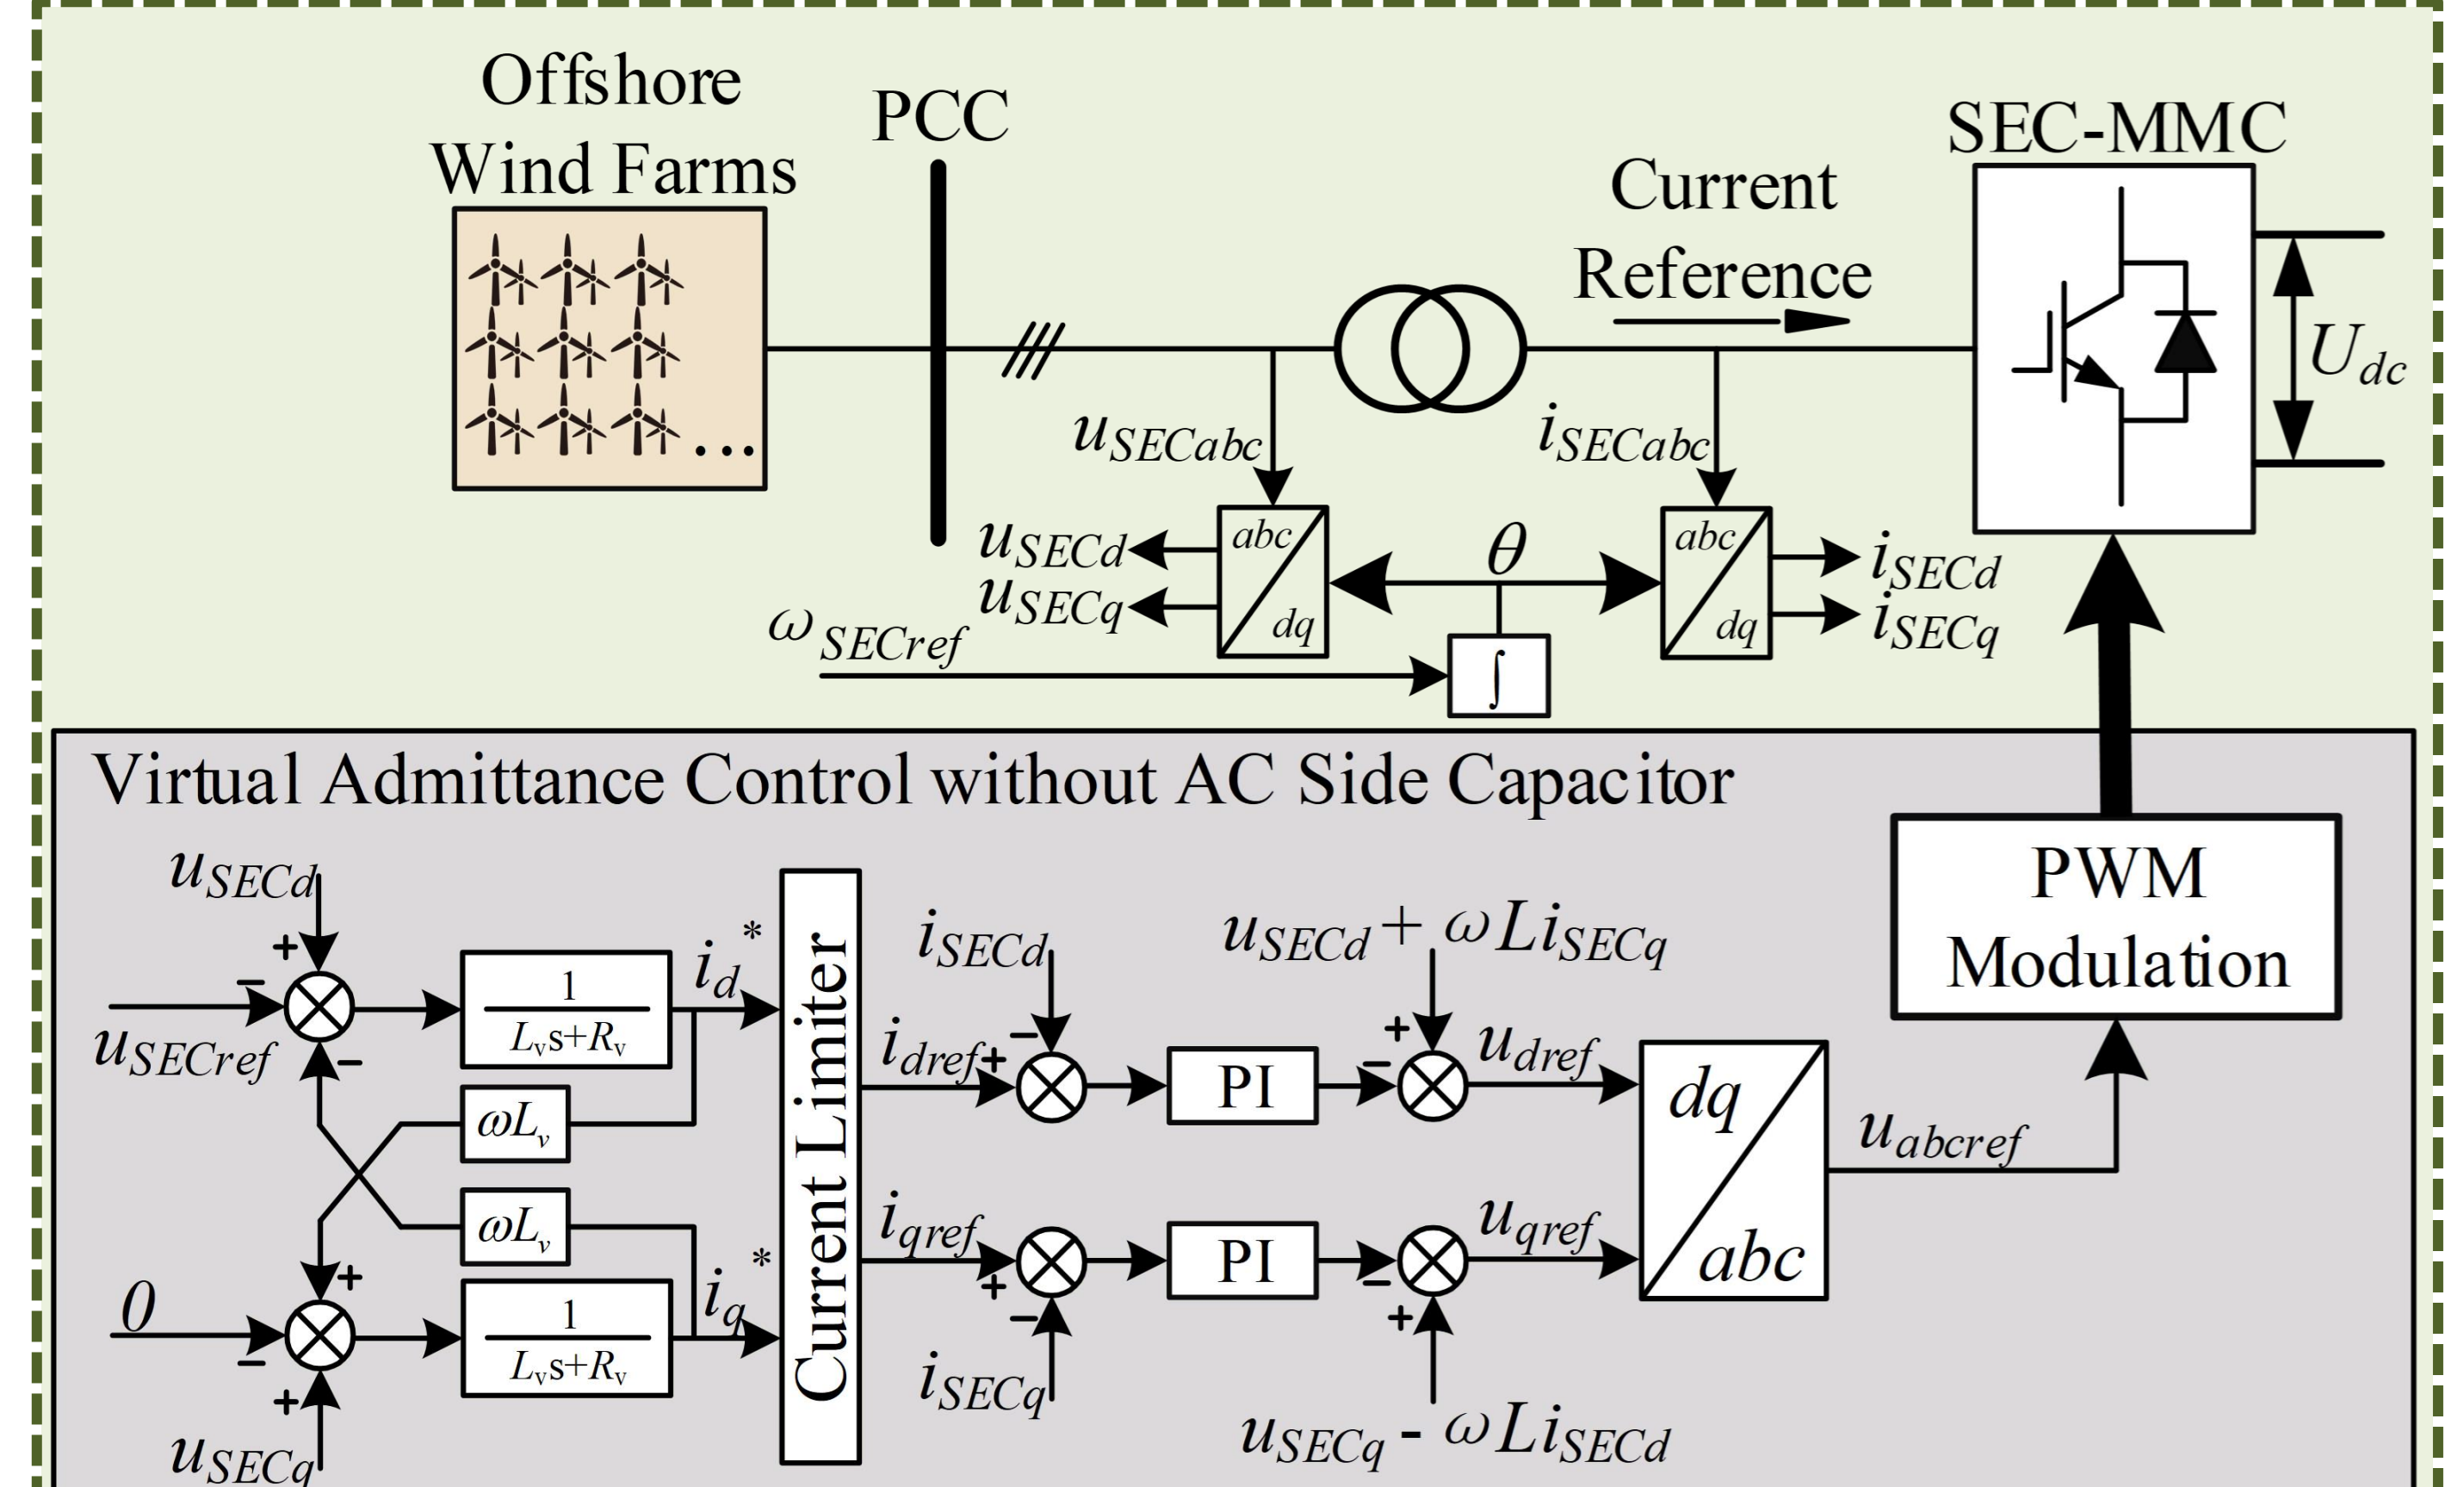 Offshore
Wind Farms
PCC
SEC-MMC
Current
Reference
U_dc
u_SECabc
i_SECabc
abc
dq
θ
abc
dq
u_SECd
u_SECq
i_SECd
i_SECq
ω_SECref
∫
Virtual Admittance Control without AC Side Capacitor
PWM
Modulation
u_SECd
+
−
u_SECref
−
1
L_v s+R_v
i_d*
ωL_v
ωL_v
0
+
−
+
u_SECq
1
L_v s+R_v
i_q*
Current Limiter
i_SECd
−
i_dref
+
PI
−
+
u_SECd + ωLi_SECq
u_dref
i_qref
+
−
i_SECq
PI
−
+
u_SECq - ωLi_SECd
u_qref
dq
abc
u_abcref